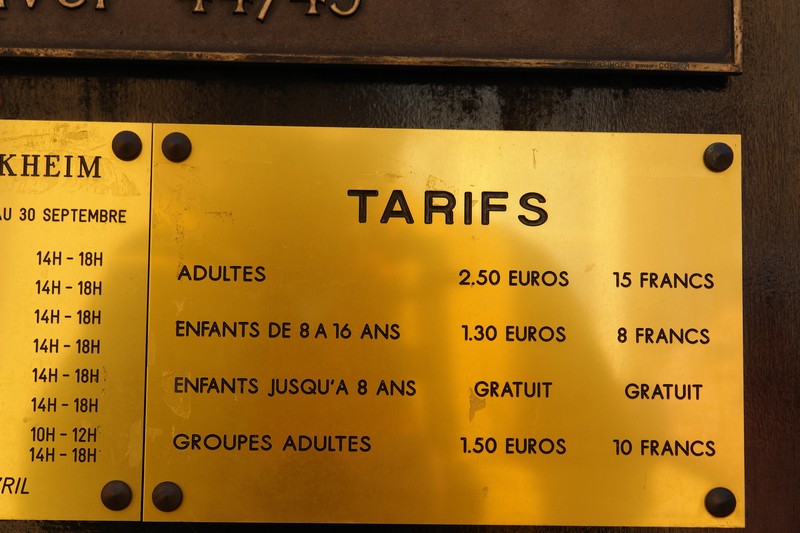 44/45
KHEIM
AU 30 SEPTEMBRE
14H - 18H
14H - 18H
14H - 18H
14H - 18H
14H - 18H
14H - 18H
10H - 12H
14H - 18H
TARIFS
ADULTES 2.50 EUROS 15 FRANCS
ENFANTS DE 8 A 16 ANS 1.30 EUROS 8 FRANCS
ENFANTS JUSQU'A 8 ANS GRATUIT GRATUIT
GROUPES ADULTES 1.50 EUROS 10 FRANCS